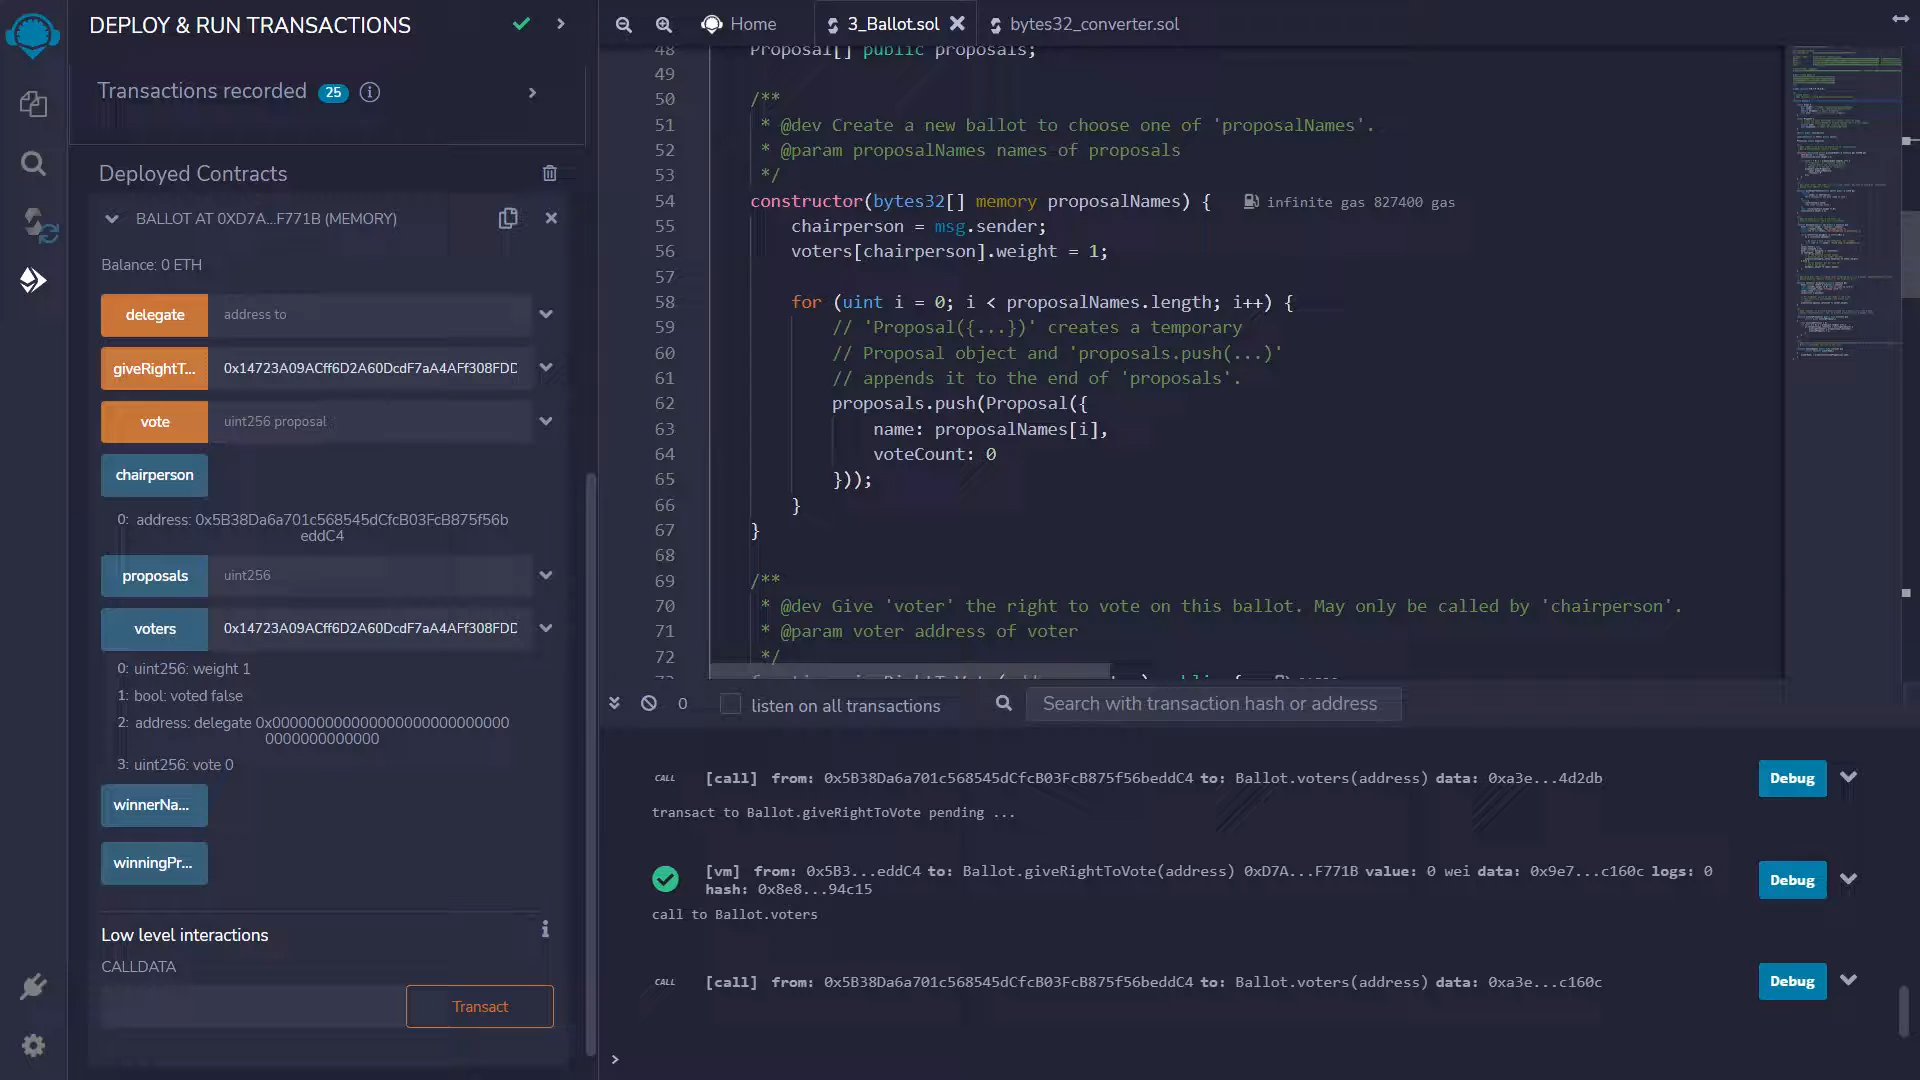 DEPLOY & RUN TRANSACTIONS
Transactions recorded 25
Deployed Contracts
BALLOT AT 0XD7A...F771B (MEMORY)
Balance: 0 ETH
delegate address to
giveRightT... 0x14723A09ACff6D2A60DcdF7aA4AFf308FDD
vote uint256 proposal
chairperson
0: address: 0x5B38Da6a701c568545dCfcB03FcB875f56b
eddC4
proposals uint256
voters 0x14723A09ACff6D2A60DcdF7aA4AFf308FDD
0: uint256: weight 1
1: bool: voted false
2: address: delegate 0x000000000000000000000000000
0000000000000
3: uint256: vote 0
winnerNa...
winningPr...
Low level interactions
CALLDATA
Transact
Home
3_Ballot.sol
bytes32_converter.sol
48 Proposal[] public proposals;
49
50 /**
51 * @dev Create a new ballot to choose one of 'proposalNames'.
52 * @param proposalNames names of proposals
53 */
54 constructor(bytes32[] memory proposalNames) { infinite gas 827400 gas
55 chairperson = msg.sender;
56 voters[chairperson].weight = 1;
57
58 for (uint i = 0; i < proposalNames.length; i++) {
59 // 'Proposal({...})' creates a temporary
60 // Proposal object and 'proposals.push(...)'
61 // appends it to the end of 'proposals'.
62 proposals.push(Proposal({
63 name: proposalNames[i],
64 voteCount: 0
65 }));
66 }
67 }
68
69 /**
70 * @dev Give 'voter' the right to vote on this ballot. May only be called by 'chairperson'.
71 * @param voter address of voter
72 */
0 listen on all transactions Search with transaction hash or address
CALL [call] from: 0x5B38Da6a701c568545dCfcB03FcB875f56beddC4 to: Ballot.voters(address) data: 0xa3e...4d2db Debug
transact to Ballot.giveRightToVote pending ...
[vm] from: 0x5B3...eddC4 to: Ballot.giveRightToVote(address) 0xD7A...F771B value: 0 wei data: 0x9e7...c160c logs: 0 Debug
hash: 0x8e8...94c15
call to Ballot.voters
CALL [call] from: 0x5B38Da6a701c568545dCfcB03FcB875f56beddC4 to: Ballot.voters(address) data: 0xa3e...c160c Debug
>